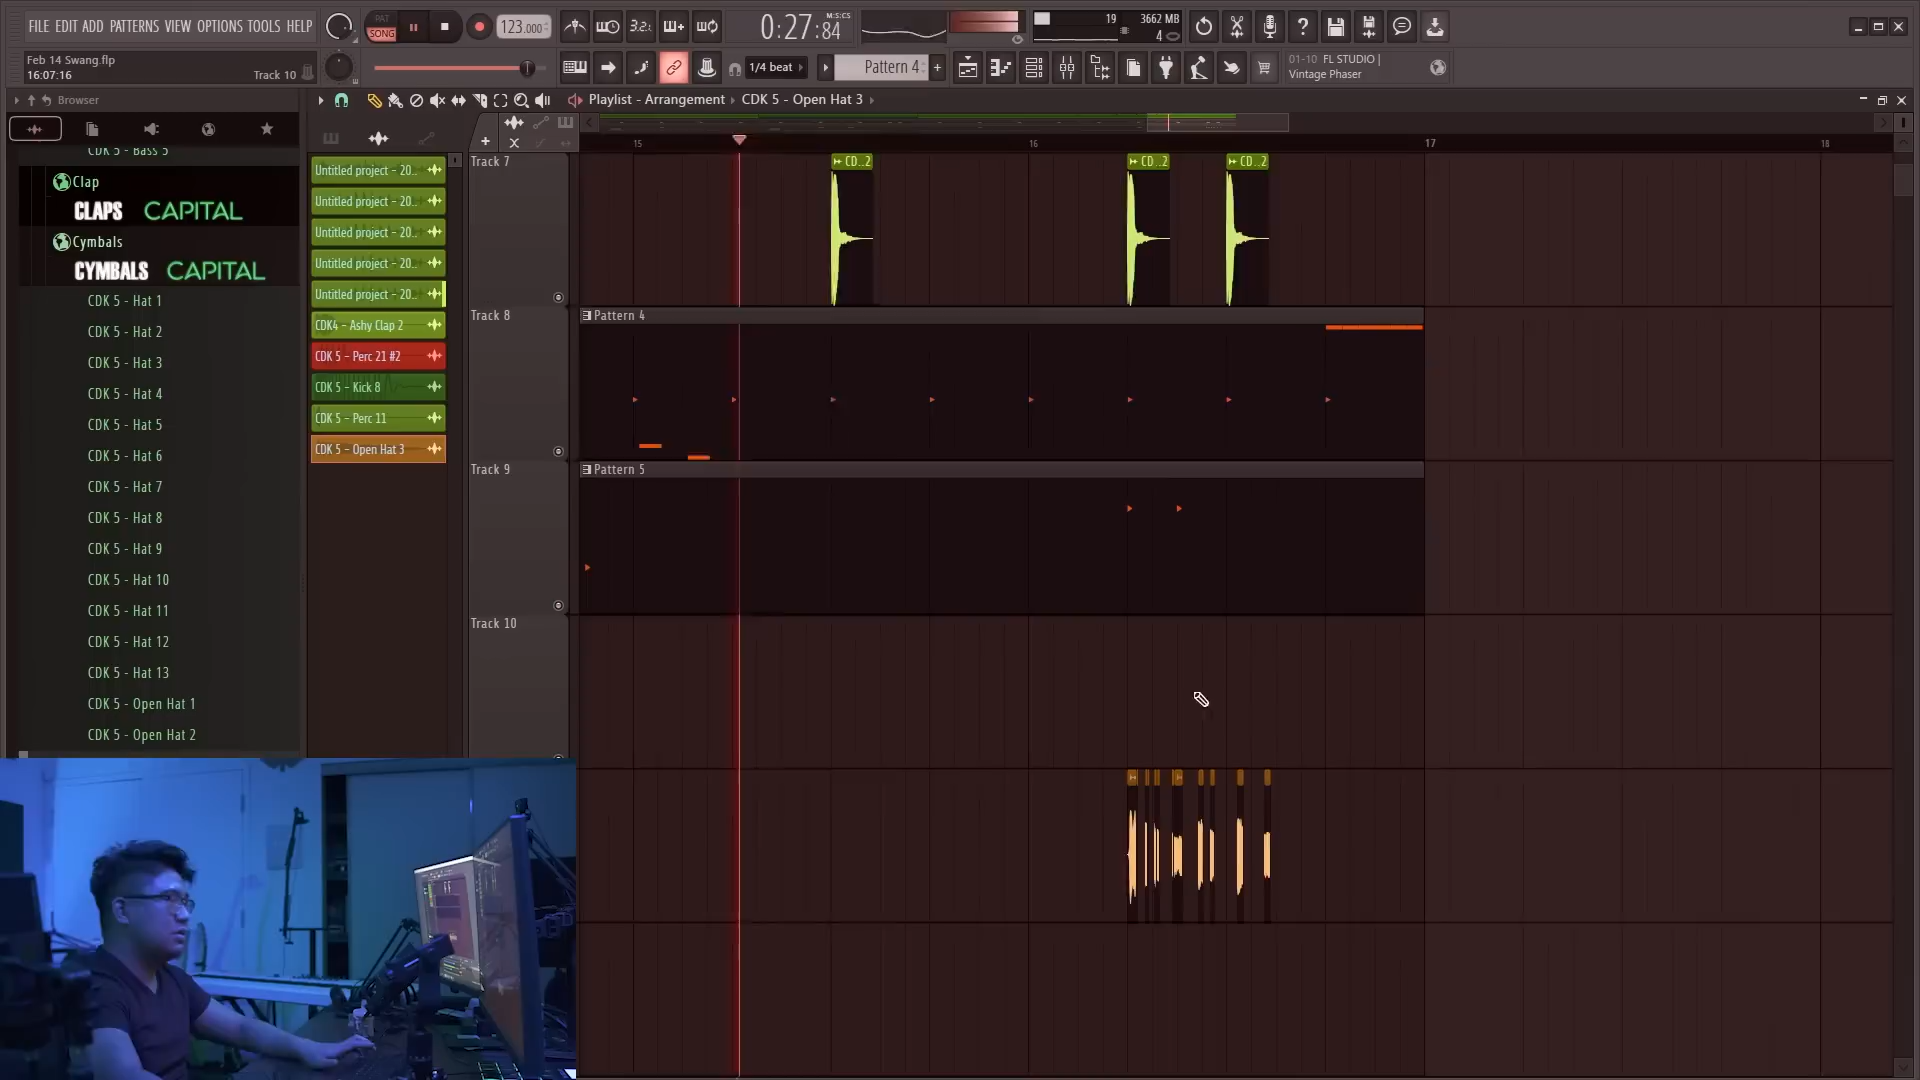 FILE EDIT ADD PATTERNS VIEW OPTIONS TOOLS HELP
PAT
SONG
123.000
3.2.
0:27:84
M:S:CS
19
3662 MB
4
Feb 14 Swang.flp
16:07:16
Track 10
1/4 beat
Pattern 4
01-10 FL STUDIO |
Vintage Phaser
Browser
Playlist - Arrangement › CDK 5 - Open Hat 3 ›
CDK 5 - Bass 5
Clap
CLAPS CAPITAL
Cymbals
CYMBALS CAPITAL
CDK 5 - Hat 1
CDK 5 - Hat 2
CDK 5 - Hat 3
CDK 5 - Hat 4
CDK 5 - Hat 5
CDK 5 - Hat 6
CDK 5 - Hat 7
CDK 5 - Hat 8
CDK 5 - Hat 9
CDK 5 - Hat 10
CDK 5 - Hat 11
CDK 5 - Hat 12
CDK 5 - Hat 13
CDK 5 - Open Hat 1
CDK 5 - Open Hat 2
Untitled project - 20..
Untitled project - 20..
Untitled project - 20..
Untitled project - 20..
Untitled project - 20..
CDK4 - Ashy Clap 2
CDK 5 - Perc 21 #2
CDK 5 - Kick 8
CDK 5 - Perc 11
CDK 5 - Open Hat 3
15 16 17 18
Track 7
CD..2
CD..2
CD..2
Track 8
Pattern 4
Track 9
Pattern 5
Track 10